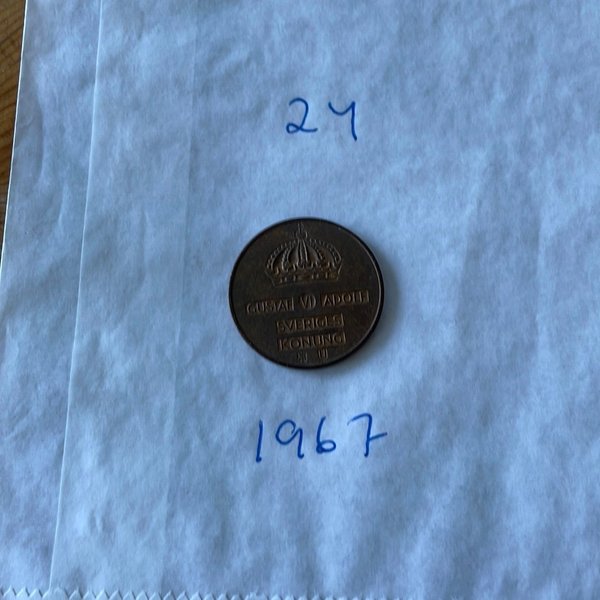 24
GUSTAF VI ADOLF
SVERIGES
KONUNG
U
1967